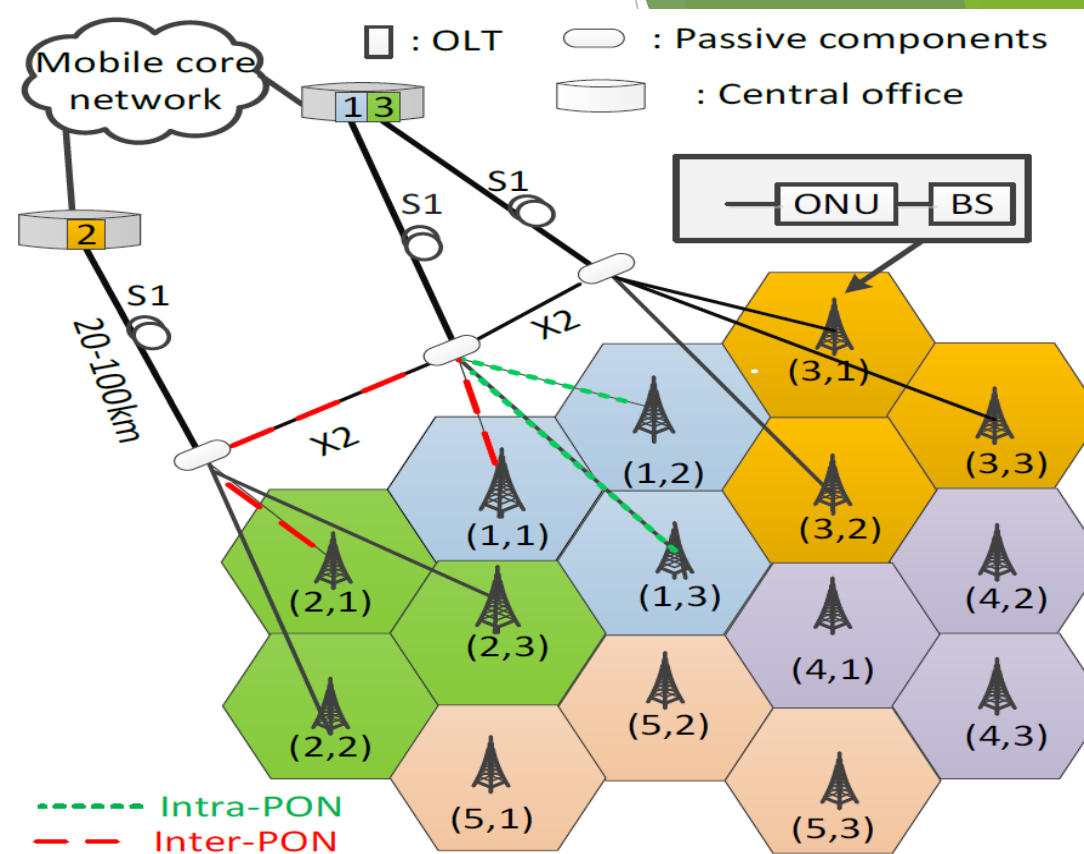 : OLT
: Passive components
Mobile core
network
1 3
: Central office
S1
S1
ONU
BS
2
S1
20-100km
X2
X2
(3,1)
(1,2)
(3,3)
(1,1)
(3,2)
(2,1)
(1,3)
(4,2)
(2,3)
(4,1)
(2,2)
(5,2)
(4,3)
(5,1)
(5,3)
Intra-PON
Inter-PON